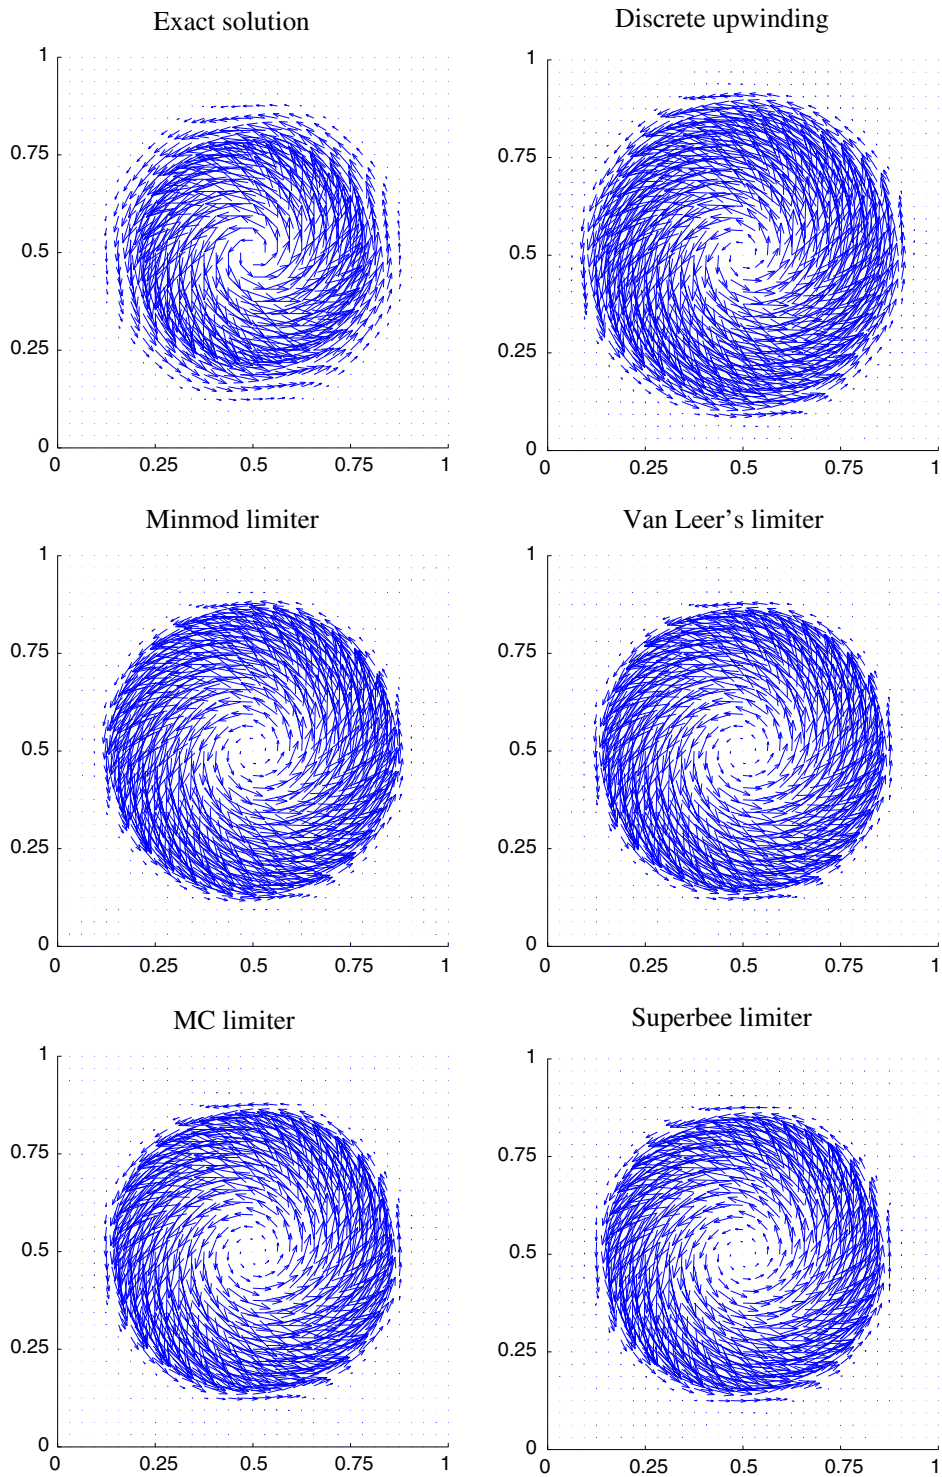 Exact solution
1
0.75
0.5
0.25
0
0 0.25 0.5 0.75 1
Discrete upwinding
1
0.75
0.5
0.25
0
0 0.25 0.5 0.75 1
Minmod limiter
1
0.75
0.5
0.25
0
0 0.25 0.5 0.75 1
Van Leer’s limiter
1
0.75
0.5
0.25
0
0 0.25 0.5 0.75 1
MC limiter
1
0.75
0.5
0.25
0
0 0.25 0.5 0.75 1
Superbee limiter
1
0.75
0.5
0.25
0
0 0.25 0.5 0.75 1